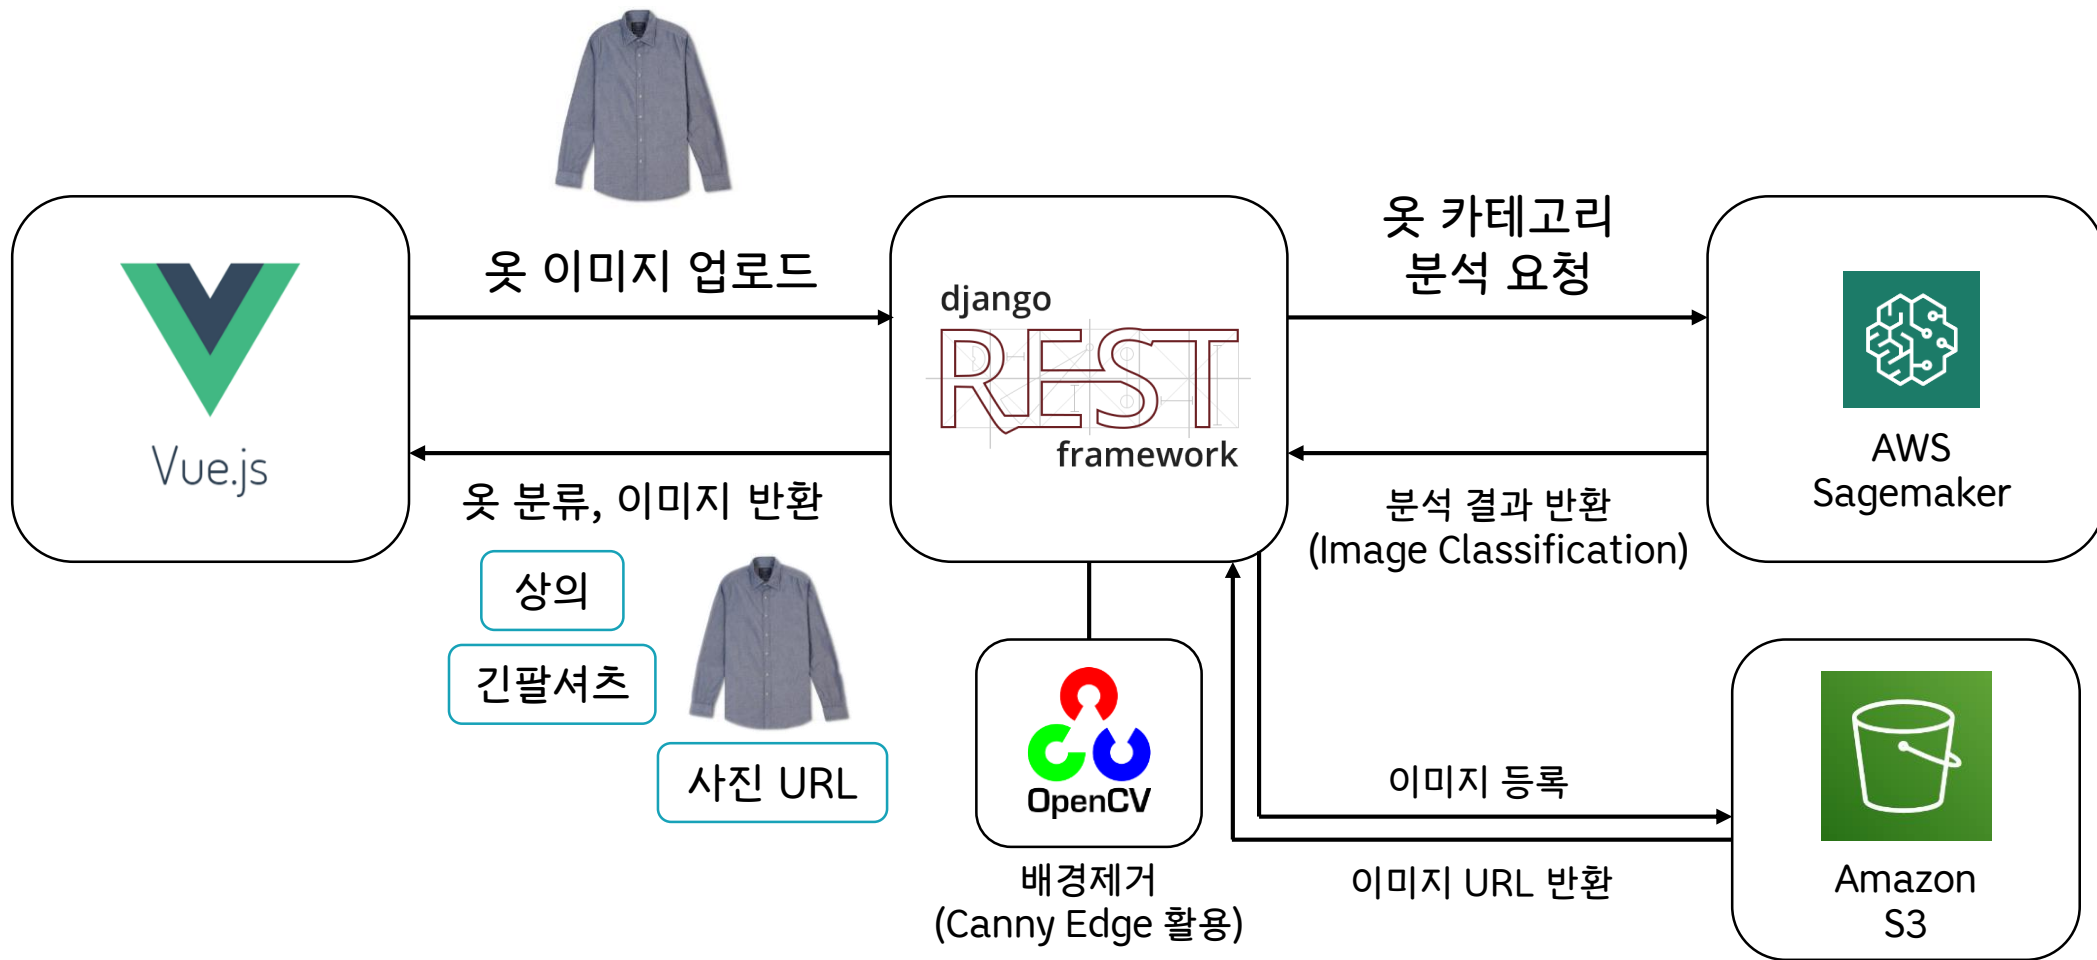 옷 이미지 업로드
옷 카테고리
분석 요청
django
REST
framework
Vue.js
AWS
Sagemaker
옷 분류, 이미지 반환
분석 결과 반환
(Image Classification)
상의
긴팔셔츠
사진 URL
OpenCV
배경제거
(Canny Edge 활용)
이미지 등록
이미지 URL 반환
Amazon
S3